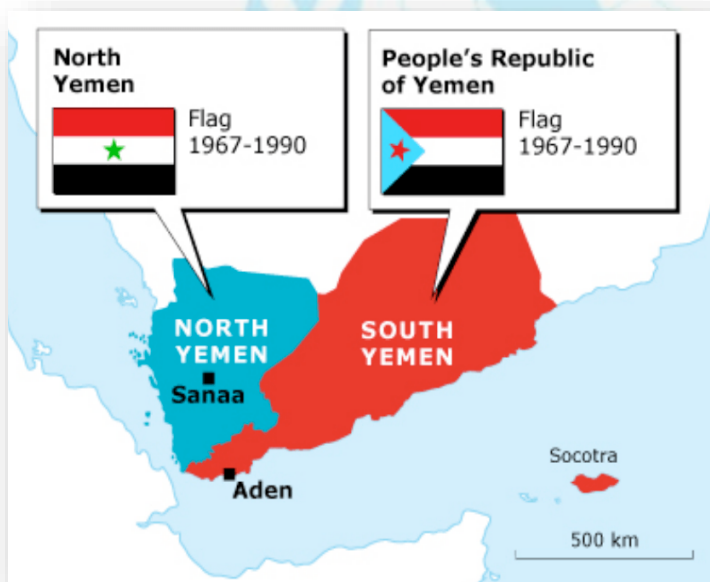 North
Yemen
Flag
1967-1990
People's Republic
of Yemen
Flag
1967-1990
NORTH
YEMEN
SOUTH
YEMEN
Sanaa
Aden
Socotra
500 km